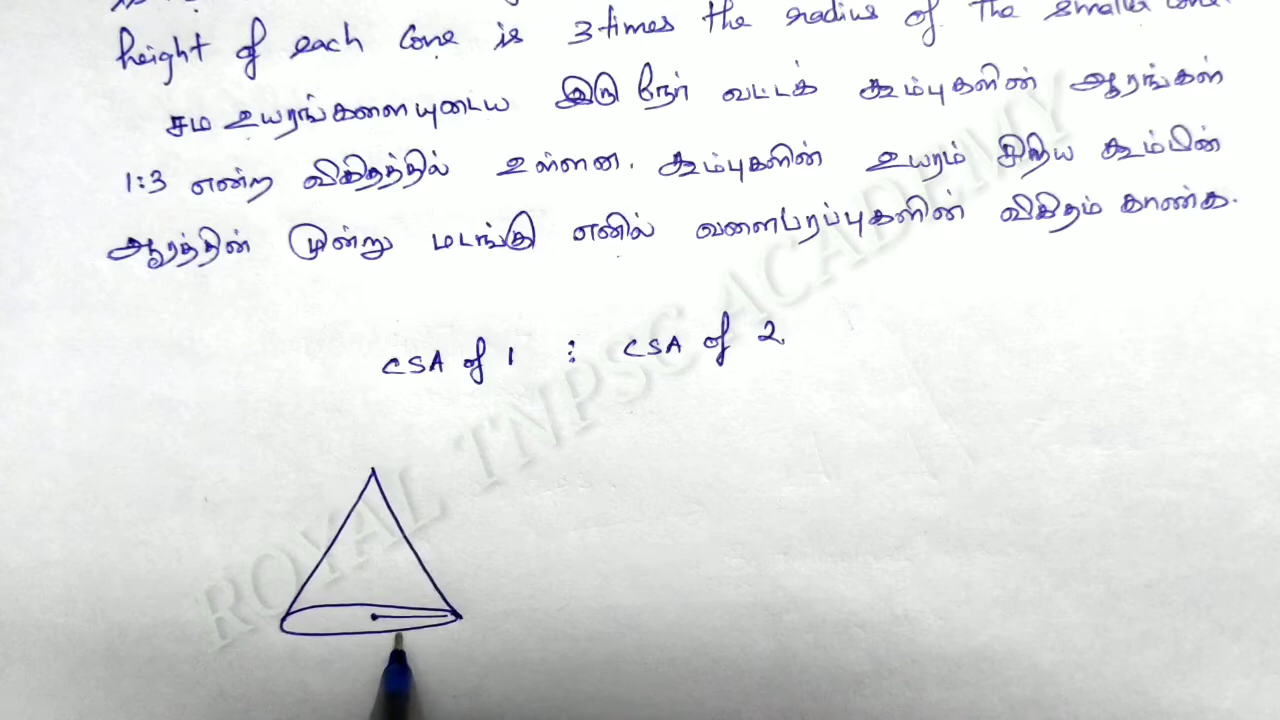 height of each Cone is 3 times the radius of the smaller cone.
சம உயரங்களையுடைய இரு நேர் வட்டக் கூம்புகளின் ஆரங்கள்
1:3 என்ற விகிதத்தில் உள்ளன. கூம்புகளின் உயரம் சிறிய கூம்பின்
ஆரத்தின் மூன்று மடங்கு எனில் வளைபரப்புகளின் விகிதம் காண்க.
CSA of 1 : CSA of 2
ROYAL TNPSC ACADEMY